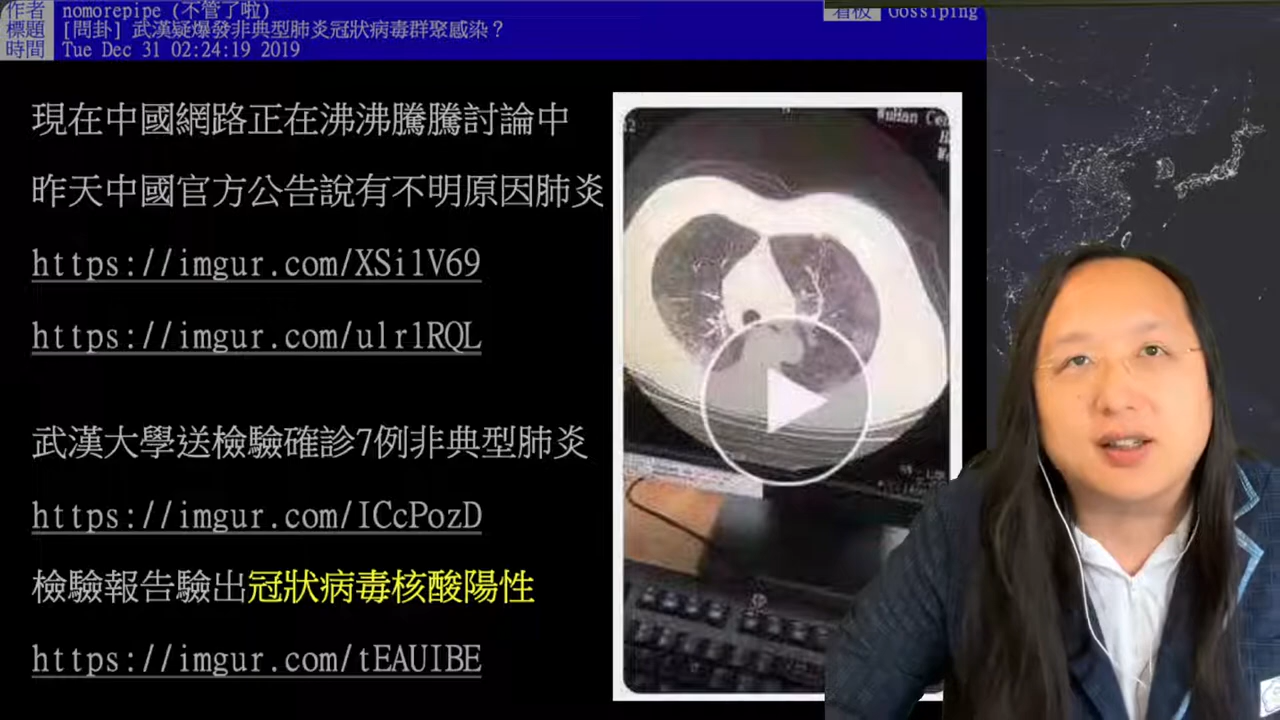 作者 nomorepipe (不管了啦) 看板 Gossiping
標題 [問卦] 武漢疑爆發非典型肺炎冠狀病毒群聚感染？
時間 Tue Dec 31 02:24:19 2019
現在中國網路正在沸沸騰騰討論中
昨天中國官方公告說有不明原因肺炎
https://imgur.com/XSi1V69
https://imgur.com/ulr1RQL
武漢大學送檢驗確診7例非典型肺炎
https://imgur.com/ICcPozD
檢驗報告驗出冠狀病毒核酸陽性
https://imgur.com/tEAUIBE
WuHan Cen